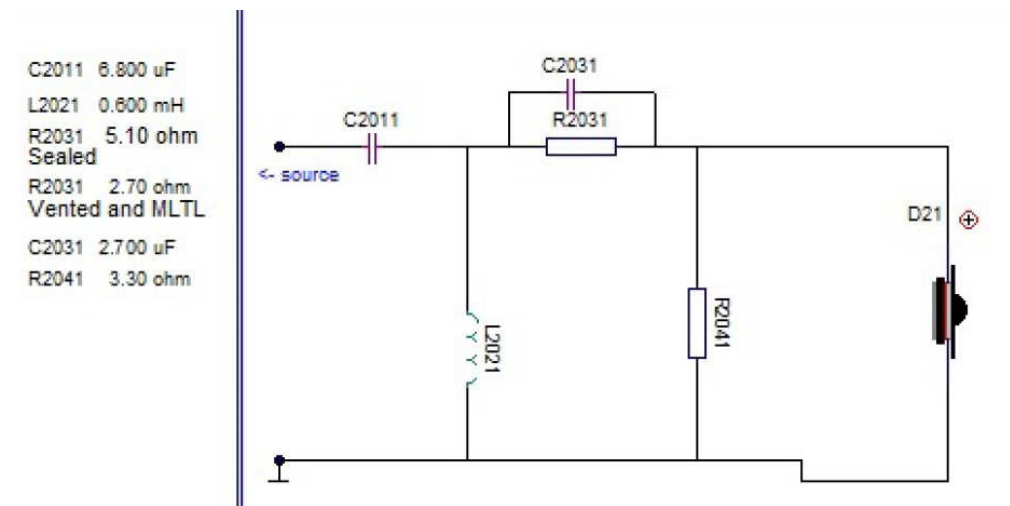 C2011 6.800 uF
L2021 0.600 mH
R2031 5.10 ohm
Sealed
R2031 2.70 ohm
Vented and MLTL
C2031 2.700 uF
R2041 3.30 ohm
C2031
C2011
R2031
<- source
D21
L2021
R2041